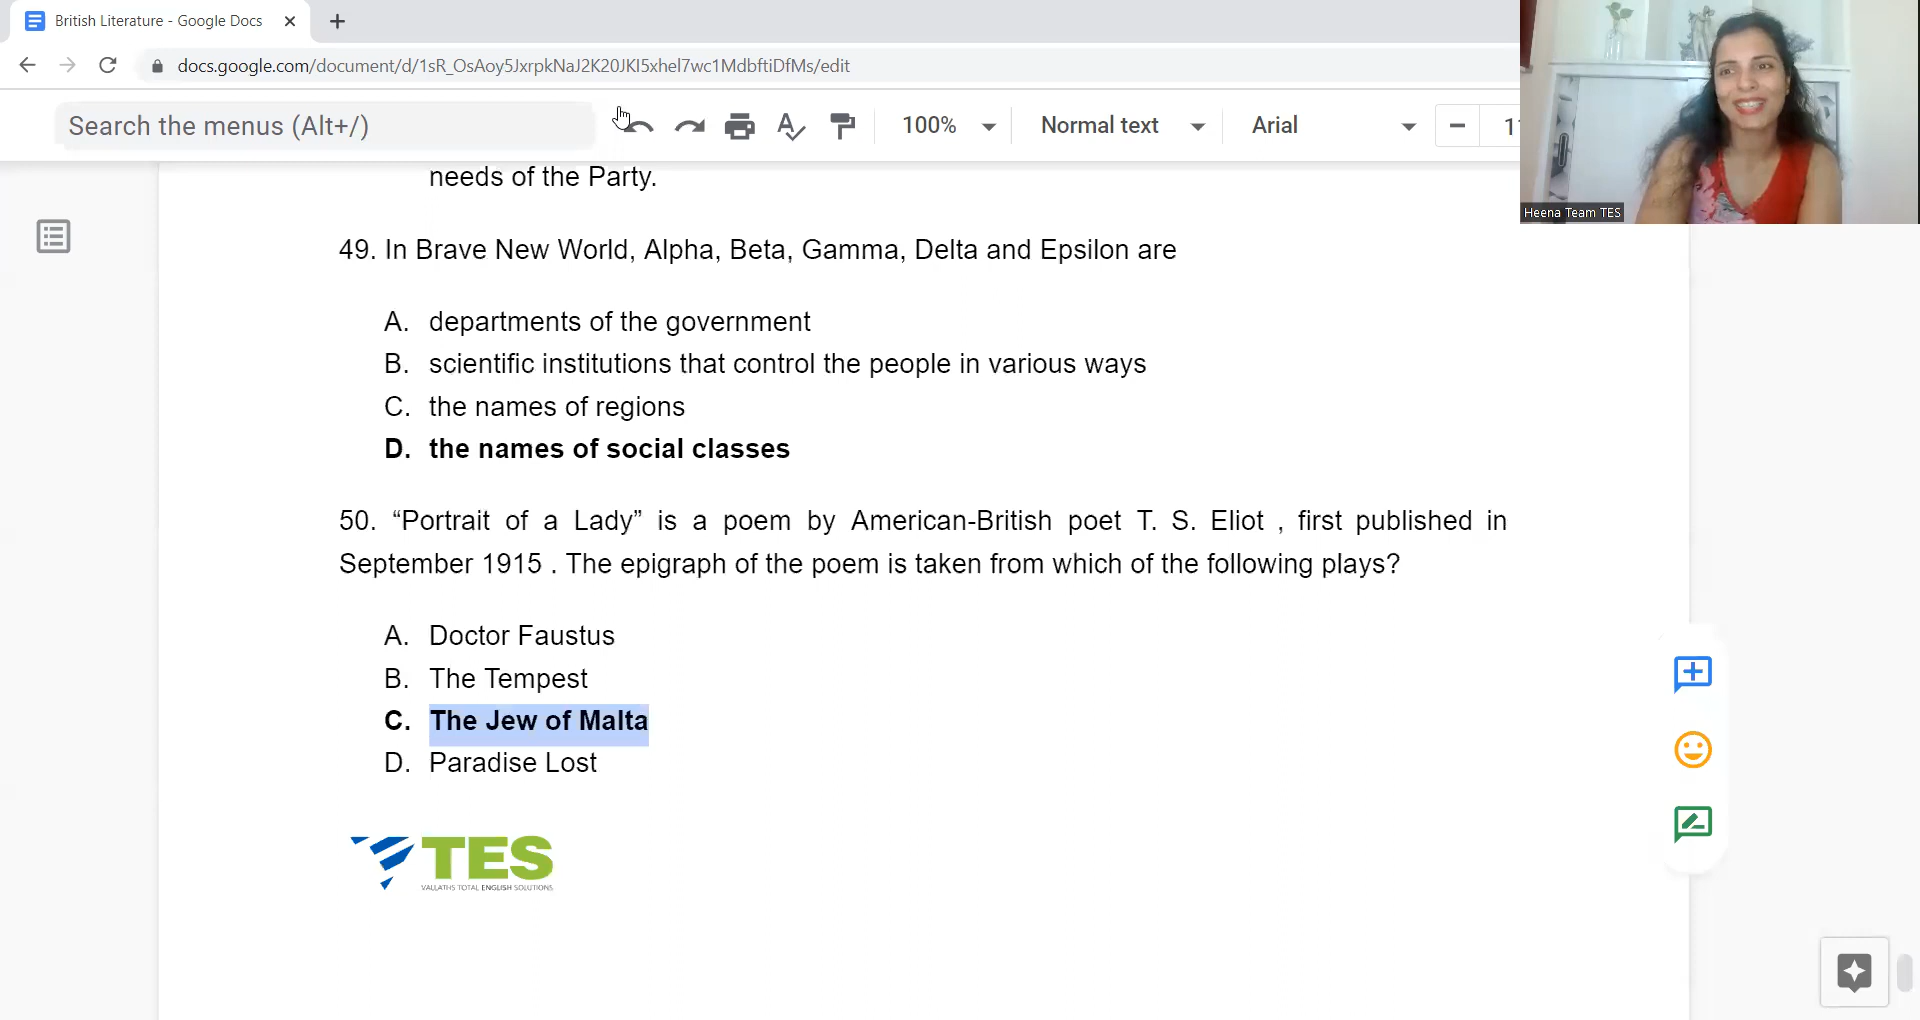 British Literature - Google Docs
docs.google.com/document/d/1sR_OsAoy5JxrpkNaJ2K20JKI5xhel7wc1MdbftiDfMs/edit
Search the menus (Alt+/)
100%
Normal text
Arial
Heena Team TES
needs of the Party.
49. In Brave New World, Alpha, Beta, Gamma, Delta and Epsilon are
A. departments of the government
B. scientific institutions that control the people in various ways
C. the names of regions
D. the names of social classes
50. “Portrait of a Lady” is a poem by American-British poet T. S. Eliot , first published in
September 1915 . The epigraph of the poem is taken from which of the following plays?
A. Doctor Faustus
B. The Tempest
C. The Jew of Malta
D. Paradise Lost
TES
VALLATHS TOTAL ENGLISH SOLUTIONS